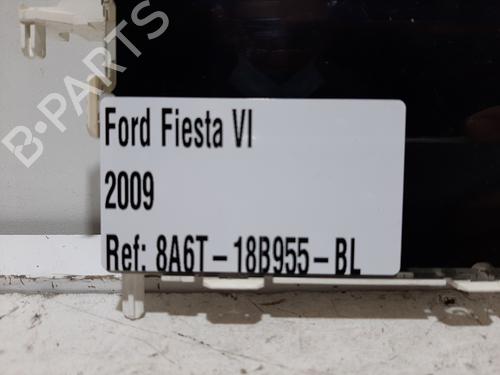 B-PARTS
Ford Fiesta VI
2009
Ref: 8A6T-18B955-BL